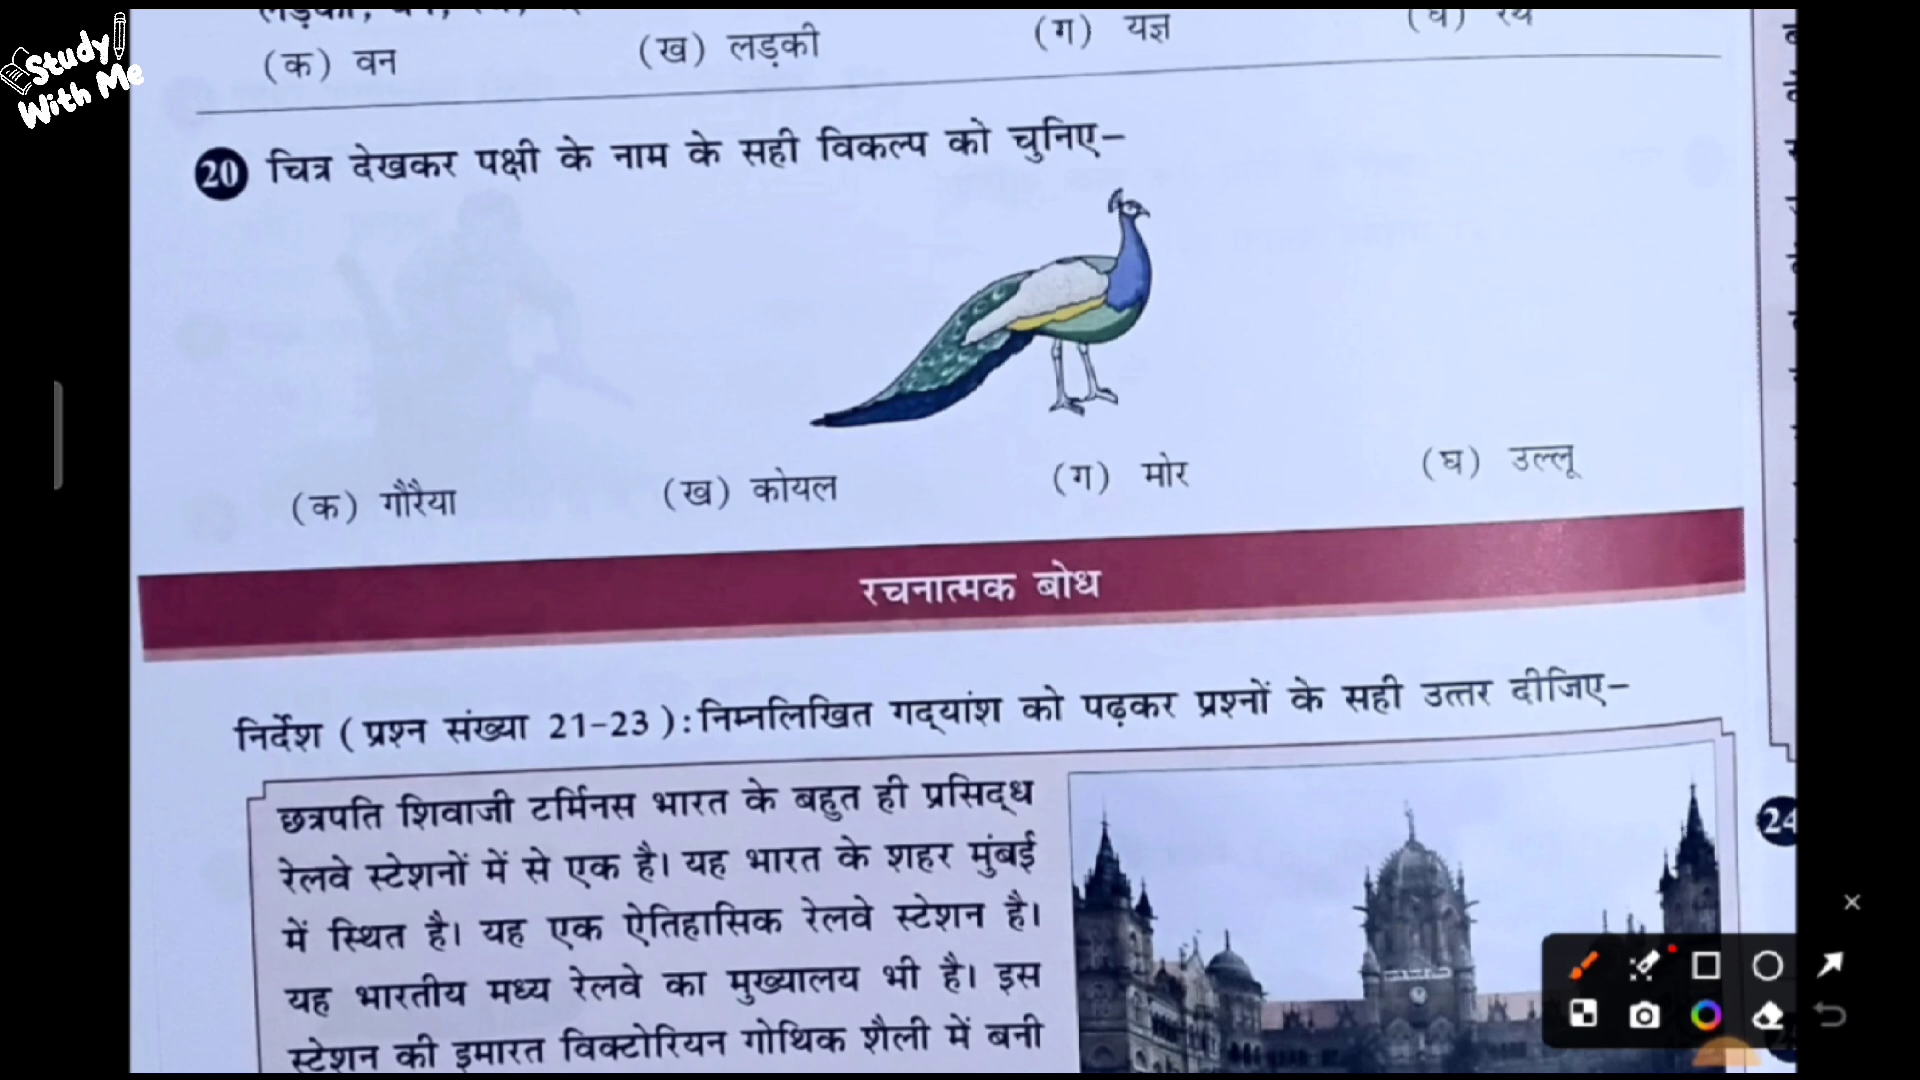 Study
With Me
(क) वन (ख) लड़की (ग) यज्ञ (घ) रथ
20 चित्र देखकर पक्षी के नाम के सही विकल्प को चुनिए–
(क) गौरैया (ख) कोयल (ग) मोर (घ) उल्लू
रचनात्मक बोध
निर्देश (प्रश्न संख्या 21-23):निम्नलिखित गद्यांश को पढ़कर प्रश्नों के सही उत्तर दीजिए–
छत्रपति शिवाजी टर्मिनस भारत के बहुत ही प्रसिद्ध
रेलवे स्टेशनों में से एक है। यह भारत के शहर मुंबई
में स्थित है। यह एक ऐतिहासिक रेलवे स्टेशन है।
यह भारतीय मध्य रेलवे का मुख्यालय भी है। इस
स्टेशन की इमारत विक्टोरियन गोथिक शैली में बनी
24